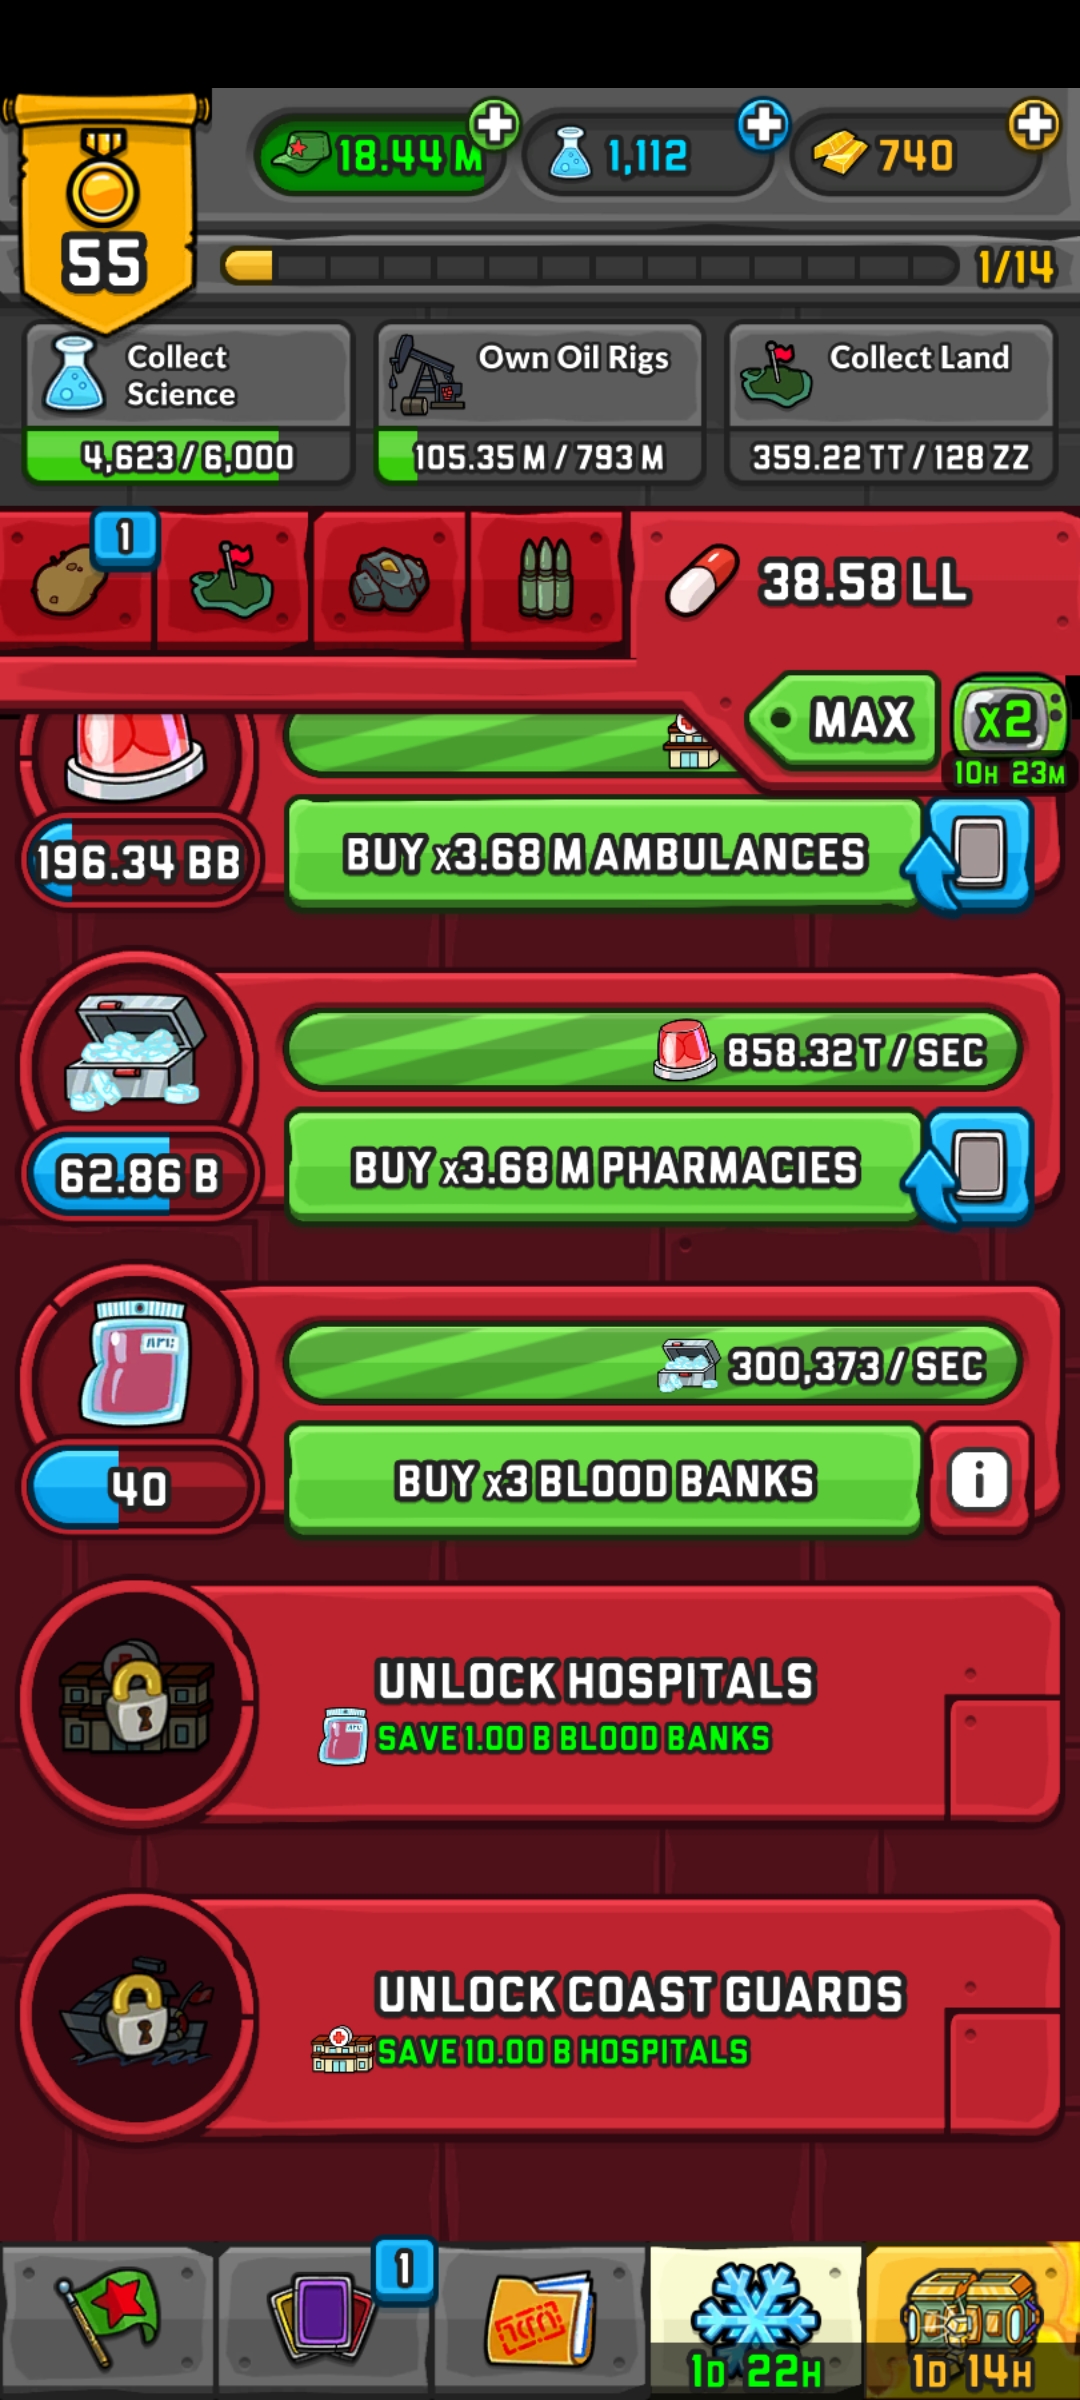 18.44 M
1,112
740
55
1/14
Collect
Science
4,623 / 6,000
Own Oil Rigs
105.35 M / 793 M
Collect Land
359.22 TT / 128 ZZ
1
38.58 LL
MAX
x2
10H 23M
196.34 BB
BUY x3.68 M AMBULANCES
858.32 T / SEC
62.86 B
BUY x3.68 M PHARMACIES
300,373 / SEC
40
BUY x3 BLOOD BANKS
i
UNLOCK HOSPITALS
SAVE 1.00 B BLOOD BANKS
UNLOCK COAST GUARDS
SAVE 10.00 B HOSPITALS
1
1D 22H
1D 14H